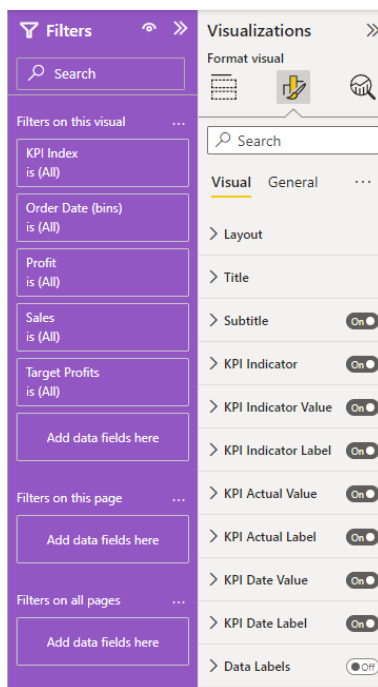 Filters
Search
Filters on this visual
KPI Index
is (All)
Order Date (bins)
is (All)
Profit
is (All)
Sales
is (All)
Target Profits
is (All)
Add data fields here
Filters on this page
Add data fields here
Filters on all pages
Add data fields here
Visualizations
Format visual
Search
Visual General
Layout
Title
Subtitle On
KPI Indicator On
KPI Indicator Value On
KPI Indicator Label On
KPI Actual Value On
KPI Actual Label On
KPI Date Value On
KPI Date Label On
Data Labels Off